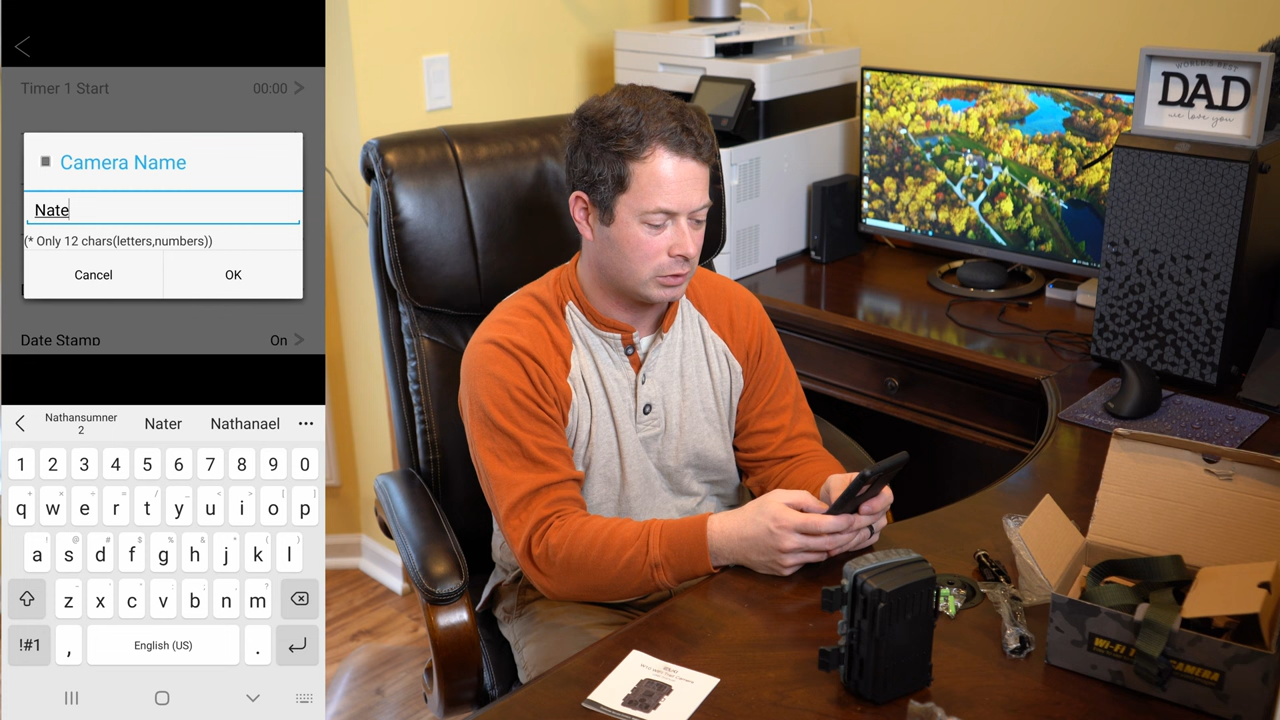 Timer 1 Start 00:00
Camera Name
Nate
(* Only 12 chars(letters,numbers))
Cancel OK
Date Stamp On
Nathansumner
2
Nater Nathanael
1 2 3 4 5 6 7 8 9 0
q w e r t y u i o p
a s d f g h j k l
z x c v b n m
!#1 , English (US) .
WORLD'S BEST
DAD
we love you
Wi-Fi
CAMERA